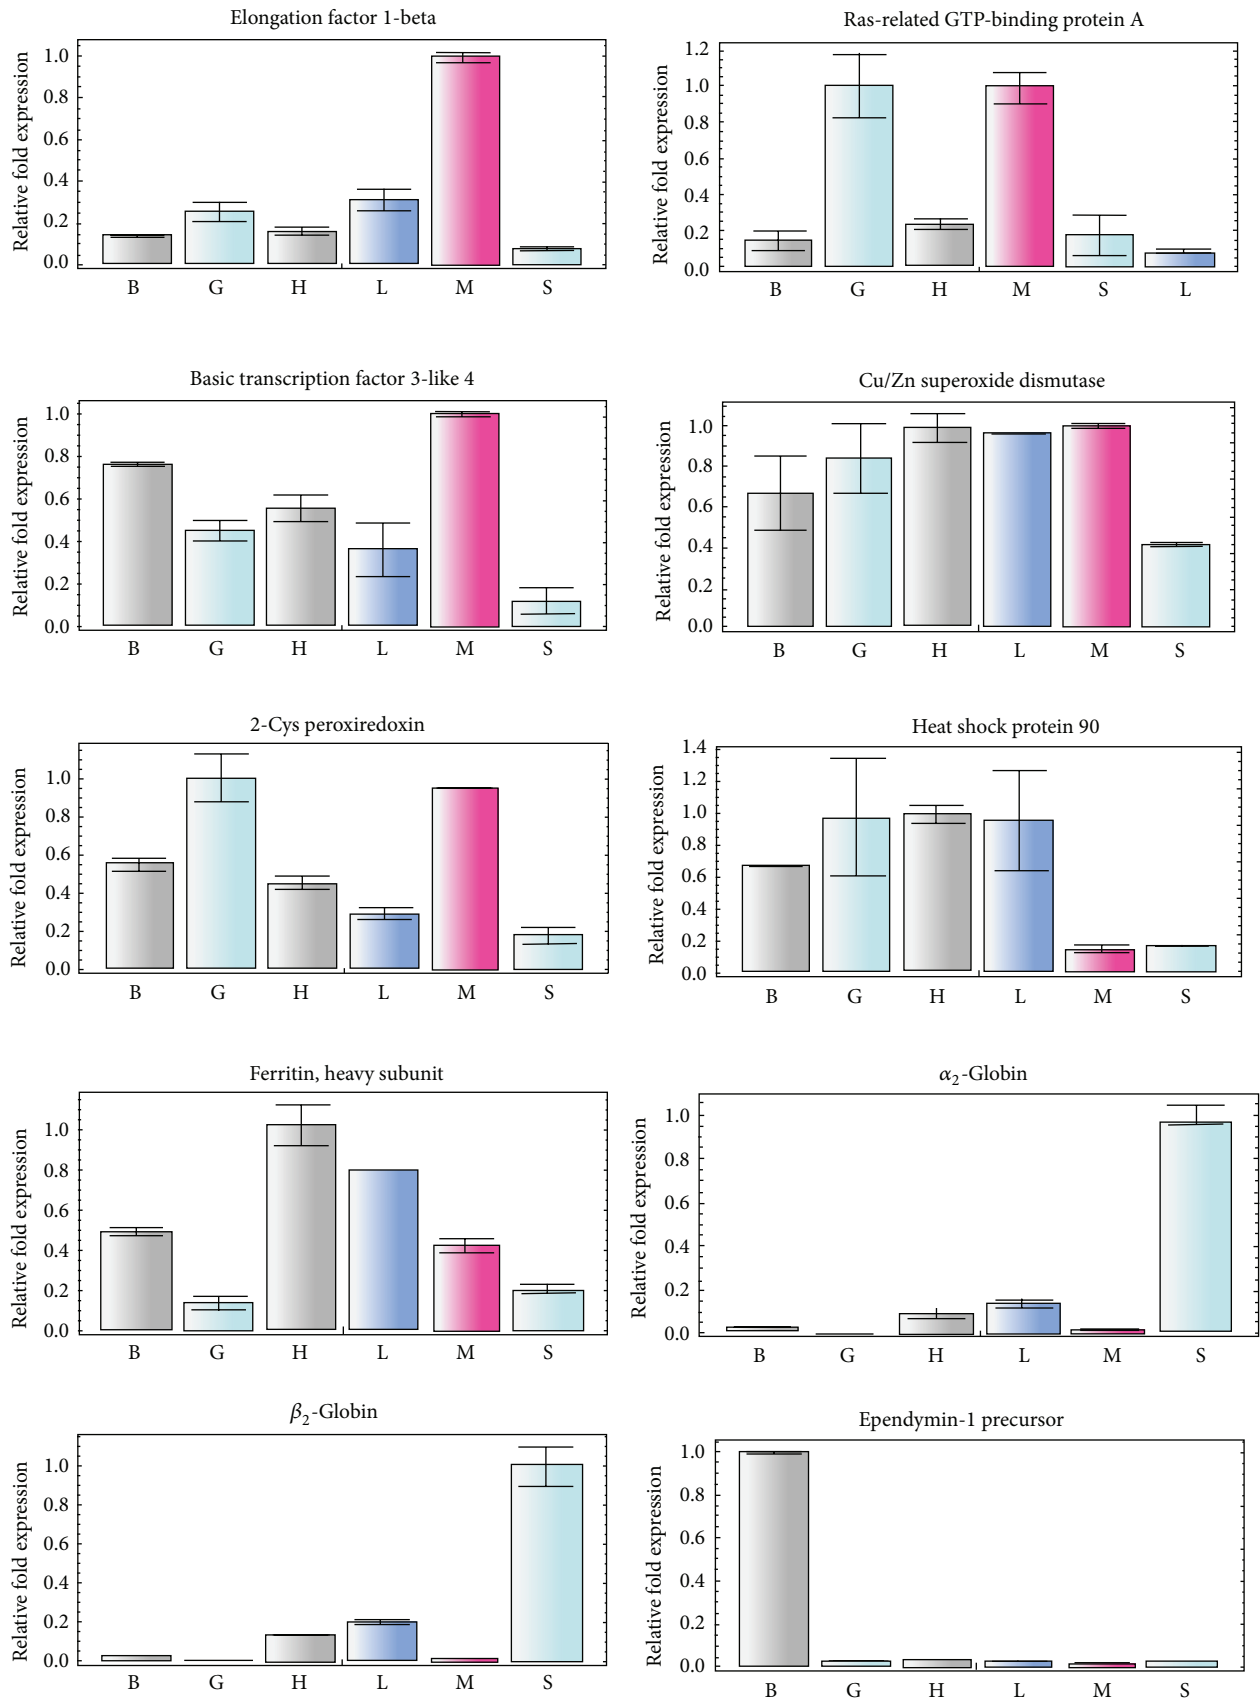 Elongation factor 1-beta
Relative fold expression
1.0
0.8
0.6
0.4
0.2
0.0
B G H L M S
Ras-related GTP-binding protein A
Relative fold expression
1.2
1.0
0.8
0.6
0.4
0.2
0.0
B G H M S L
Basic transcription factor 3-like 4
Relative fold expression
1.0
0.8
0.6
0.4
0.2
0.0
B G H L M S
Cu/Zn superoxide dismutase
Relative fold expression
1.0
0.8
0.6
0.4
0.2
0.0
B G H L M S
2-Cys peroxiredoxin
Relative fold expression
1.0
0.8
0.6
0.4
0.2
0.0
B G H L M S
Heat shock protein 90
Relative fold expression
1.4
1.2
1.0
0.8
0.6
0.4
0.2
0.0
B G H L M S
Ferritin, heavy subunit
Relative fold expression
1.0
0.8
0.6
0.4
0.2
0.0
B G H L M S
α₂-Globin
Relative fold expression
1.0
0.8
0.6
0.4
0.2
0.0
B G H L M S
β₂-Globin
Relative fold expression
1.0
0.8
0.6
0.4
0.2
0.0
B G H L M S
Ependymin-1 precursor
Relative fold expression
1.0
0.8
0.6
0.4
0.2
0.0
B G H L M S